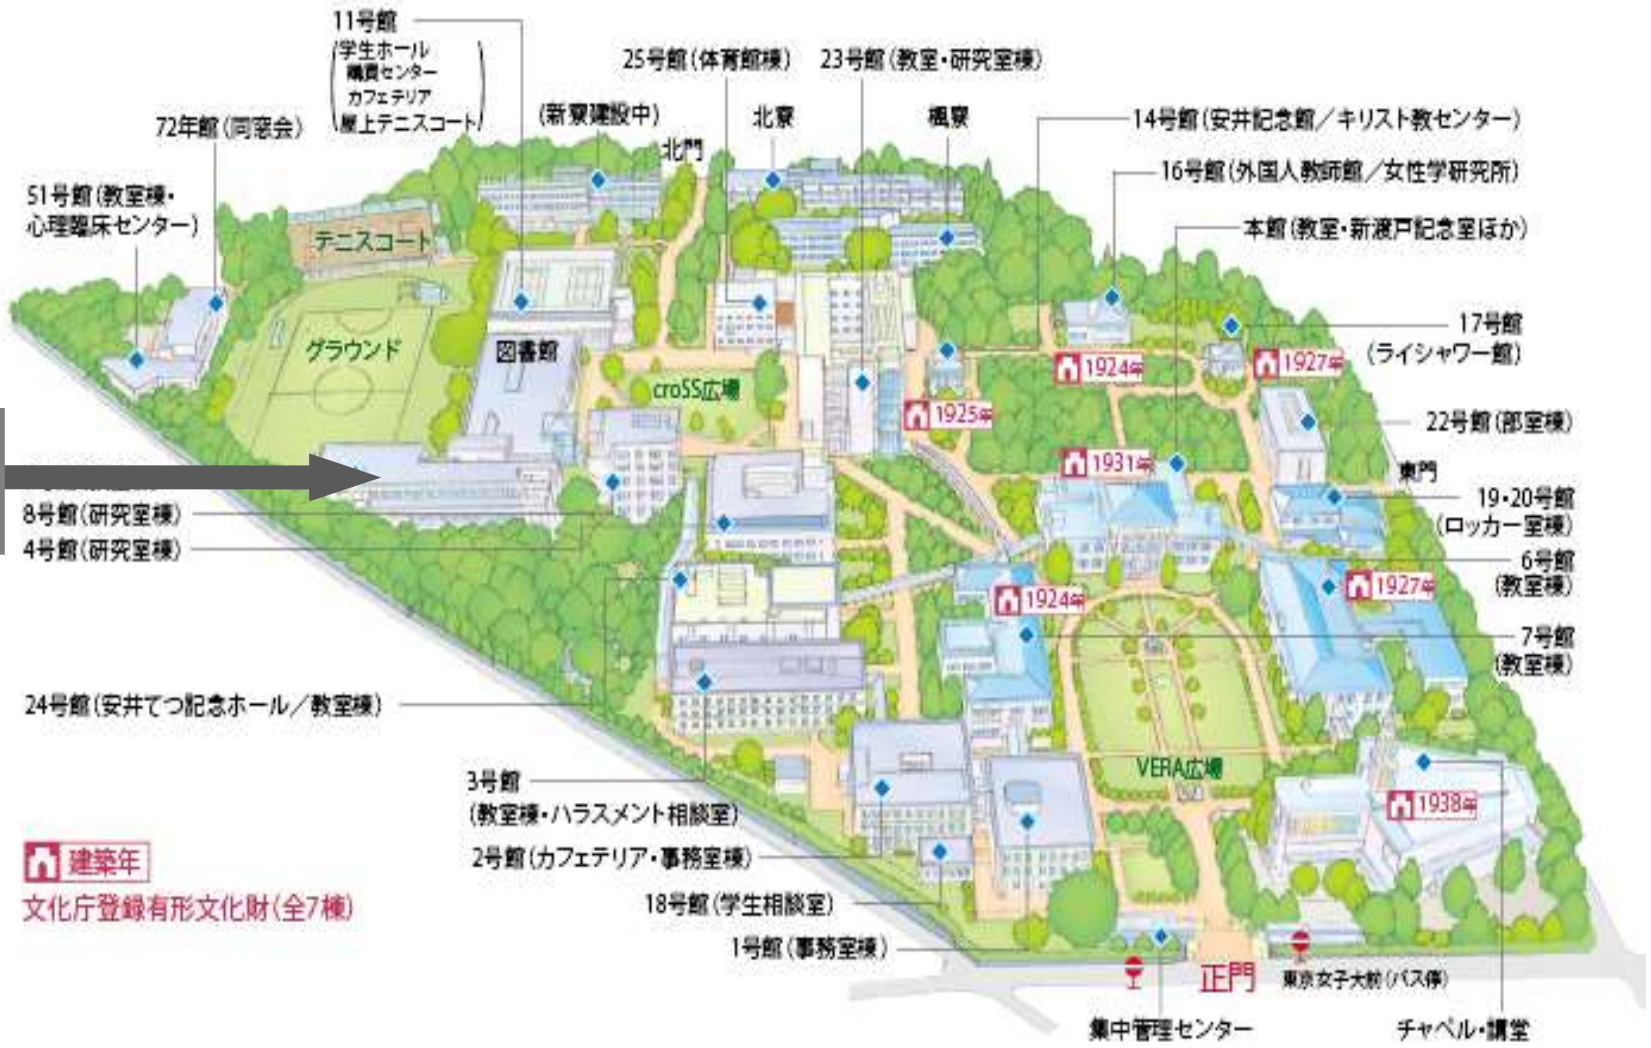 11号館
(学生ホール
購買センター
カフェテリア
屋上テニスコート)
25号館(体育館棟)
23号館(教室・研究室棟)
72年館(同窓会)
(新寮建設中)
北寮
楓寮
14号館(安井記念館/キリスト教センター)
北門
16号館(外国人教師館/女性学研究所)
51号館(教室棟・
心理臨床センター)
テニスコート
本館(教室・新渡戸記念室ほか)
グラウンド
図書館
17号館
(ライシャワー館)
1924年
1927年
croSS広場
1925年
22号館(部室棟)
1931年
東門
19・20号館
(ロッカー室棟)
8号館(研究室棟)
4号館(研究室棟)
6号館
(教室棟)
1924年
1927年
7号館
(教室棟)
24号館(安井てつ記念ホール/教室棟)
VERA広場
3号館
(教室棟・ハラスメント相談室)
1938年
2号館(カフェテリア・事務室棟)
建築年
文化庁登録有形文化財(全7棟)
18号館(学生相談室)
1号館(事務室棟)
正門
東京女子大前(バス停)
集中管理センター
チャペル・講堂